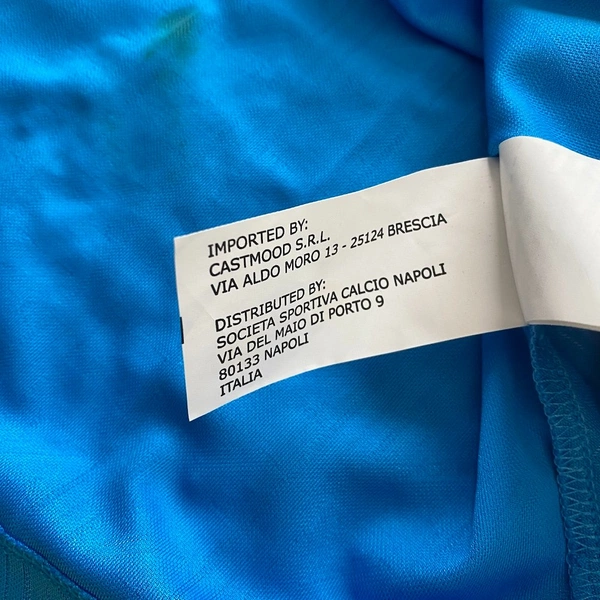 IMPORTED BY:
CASTMOOD S.R.L.
VIA ALDO MORO 13 - 25124 BRESCIA
DISTRIBUTED BY:
SOCIETA SPORTIVA CALCIO NAPOLI
VIA DEL MAIO DI PORTO 9
80133 NAPOLI
ITALIA